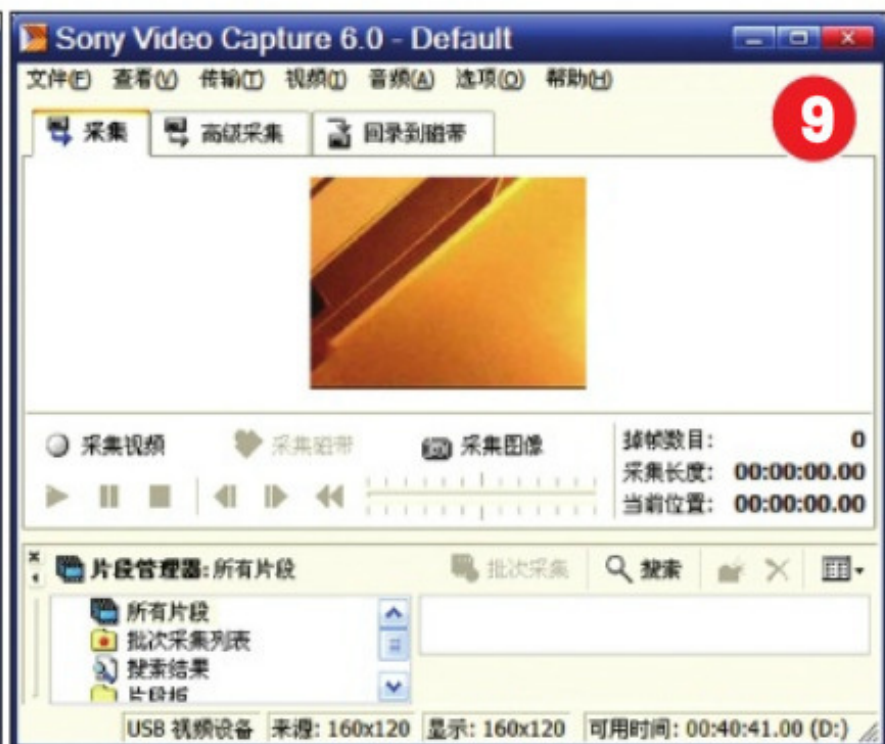 Sony Video Capture 6.0 - Default
文件(F) 查看(V) 传输(T) 视频(I) 音频(A) 选项(O) 帮助(H)
9
采集 高级采集 回录到磁带
采集视频 采集磁带 采集图像
掉帧数目: 0
采集长度: 00:00:00.00
当前位置: 00:00:00.00
片段管理器:所有片段 批次采集 搜索
所有片段
批次采集列表
搜索结果
片段板
USB 视频设备 来源: 160x120 显示: 160x120 可用时间: 00:40:41.00 (D:)